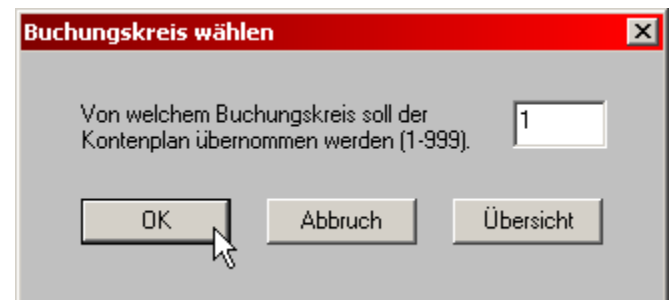 Buchungskreis wählen
Von welchem Buchungskreis soll der
Kontenplan übernommen werden (1-999).
1
OK
Abbruch
Übersicht